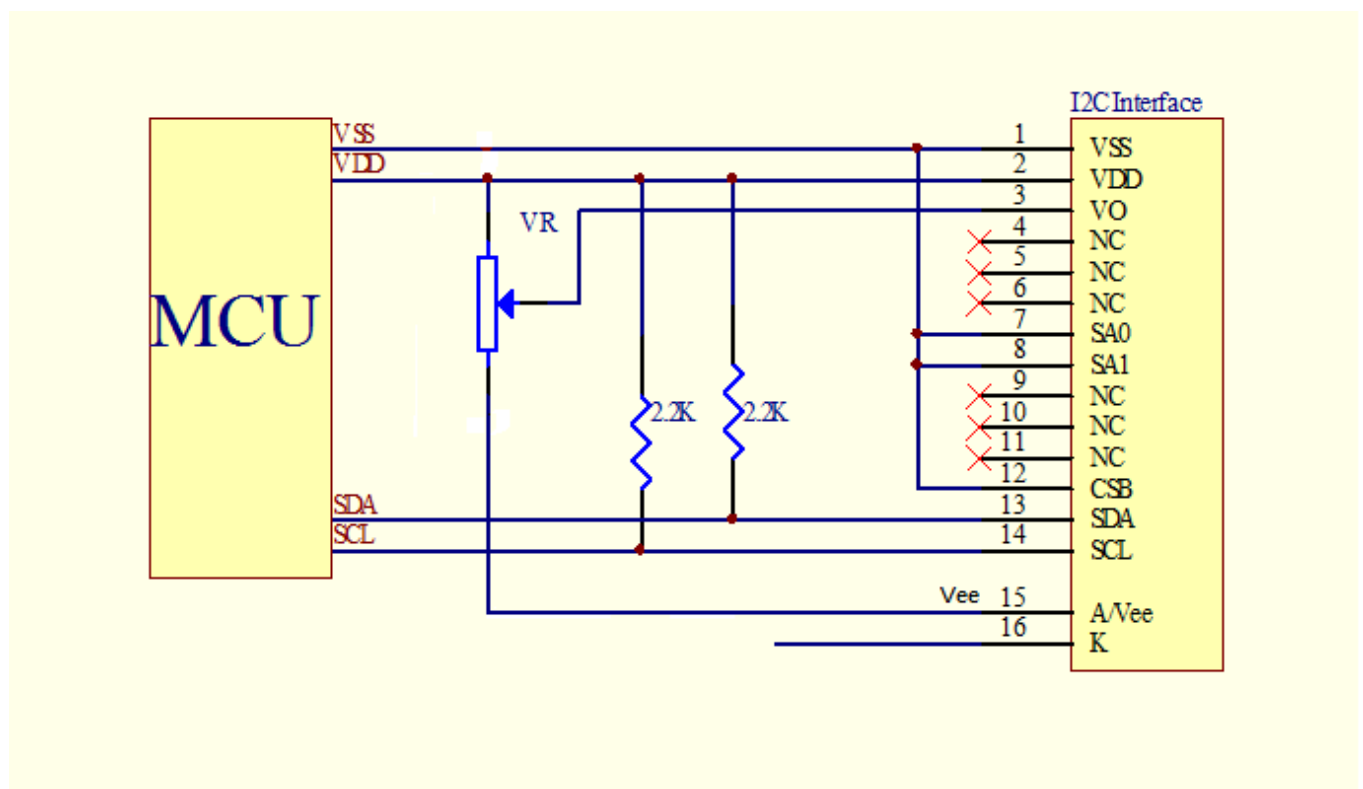 I2C Interface
VSS
VDD
MCU
SDA
SCL
VR
2.2K
2.2K
Vee
1 VSS
2 VDD
3 VO
4 NC
5 NC
6 NC
7 SA0
8 SA1
9 NC
10 NC
11 NC
12 CSB
13 SDA
14 SCL
15 A/Vee
16 K